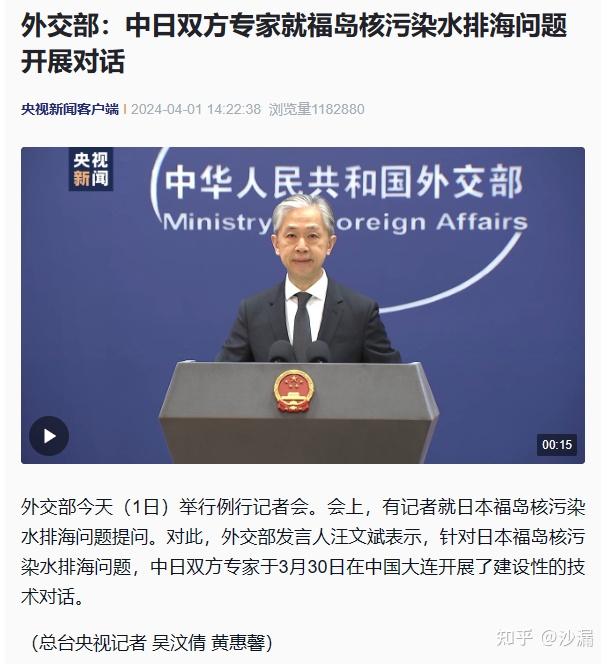 外交部：中日双方专家就福岛核污染水排海问题
开展对话
央视新闻客户端 | 2024-04-01 14:22:38 浏览量1182880
央视
新闻
中华人民共和国外交部
Ministry oreign Affairs
00:15
外交部今天（1日）举行例行记者会。会上，有记者就日本福岛核污染
水排海问题提问。对此，外交部发言人汪文斌表示，针对日本福岛核污
染水排海问题，中日双方专家于3月30日在中国大连开展了建设性的技
术对话。
（总台央视记者 吴汶倩 黄惠馨）
知乎 @沙漏